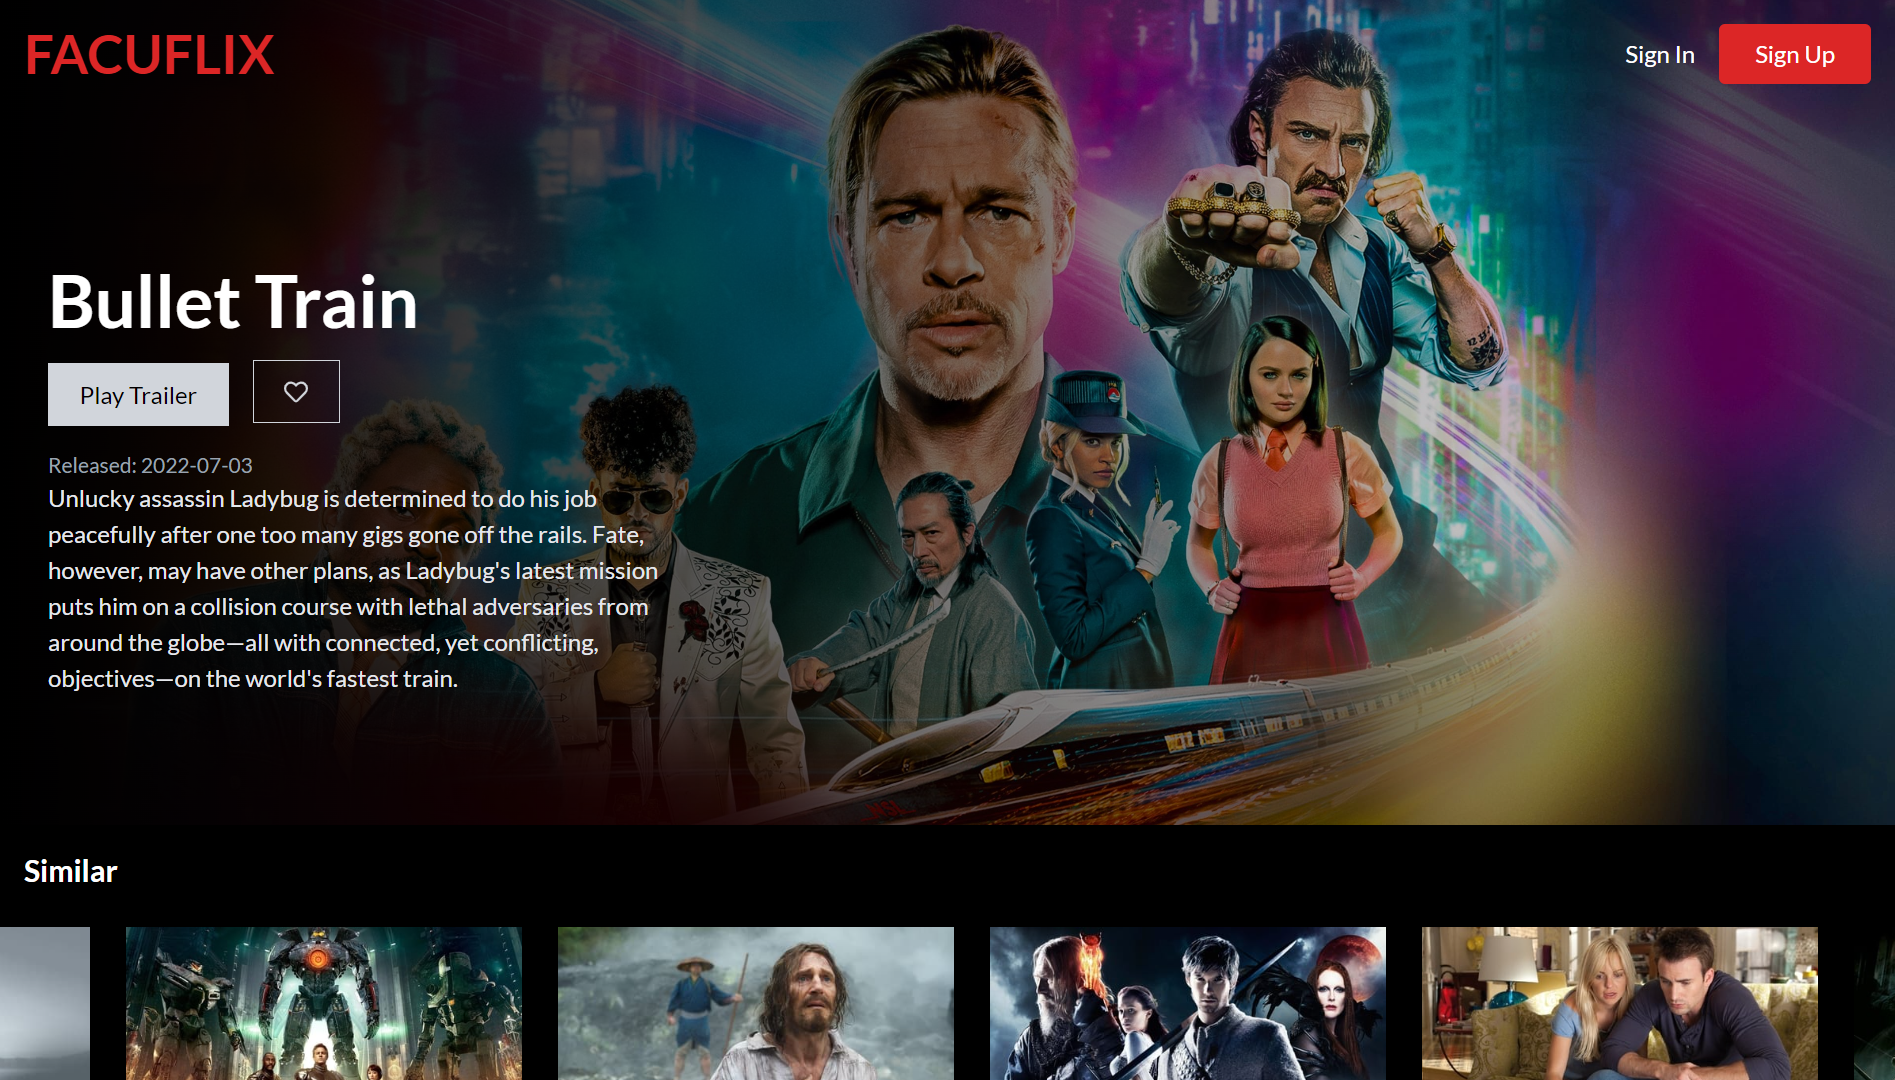 FACUFLIX
Sign In
Sign Up
Bullet Train
Play Trailer
Released: 2022-07-03
Unlucky assassin Ladybug is determined to do his job
peacefully after one too many gigs gone off the rails. Fate,
however, may have other plans, as Ladybug's latest mission
puts him on a collision course with lethal adversaries from
around the globe—all with connected, yet conflicting,
objectives—on the world's fastest train.
Similar